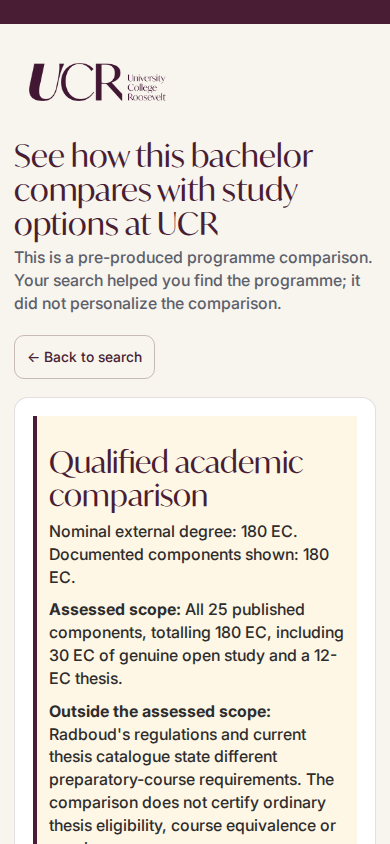 UCR University
College
Roosevelt
See how this bachelor
compares with study
options at UCR
This is a pre-produced programme comparison.
Your search helped you find the programme; it
did not personalize the comparison.
← Back to search
Qualified academic
comparison
Nominal external degree: 180 EC.
Documented components shown: 180
EC.
Assessed scope: All 25 published
components, totalling 180 EC, including
30 EC of genuine open study and a 12-
EC thesis.
Outside the assessed scope:
Radboud's regulations and current
thesis catalogue state different
preparatory-course requirements. The
comparison does not certify ordinary
thesis eligibility, course equivalence or